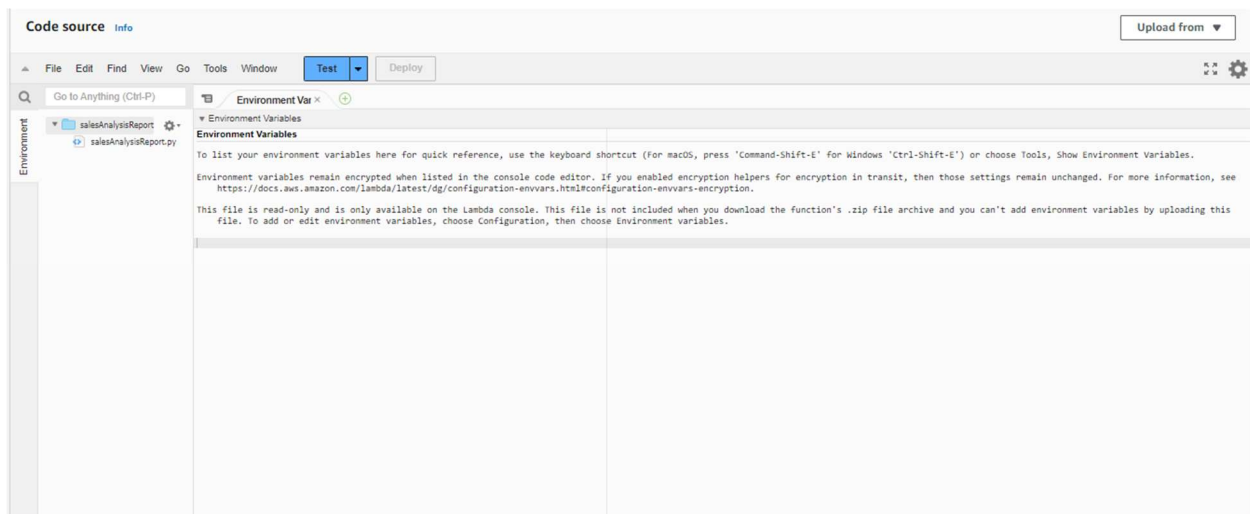 Code source Info
Upload from
File Edit Find View Go Tools Window Test Deploy
Go to Anything (Ctrl-P)
Environment Var
Environment
salesAnalysisReport
salesAnalysisReport.py
Environment Variables
Environment Variables
To list your environment variables here for quick reference, use the keyboard shortcut (For macOS, press 'Command-Shift-E' for Windows 'Ctrl-Shift-E') or choose Tools, Show Environment Variables.
Environment variables remain encrypted when listed in the console code editor. If you enabled encryption helpers for encryption in transit, then those settings remain unchanged. For more information, see
https://docs.aws.amazon.com/lambda/latest/dg/configuration-envvars.html#configuration-envvars-encryption.
This file is read-only and is only available on the Lambda console. This file is not included when you download the function's .zip file archive and you can't add environment variables by uploading this
file. To add or edit environment variables, choose Configuration, then choose Environment variables.